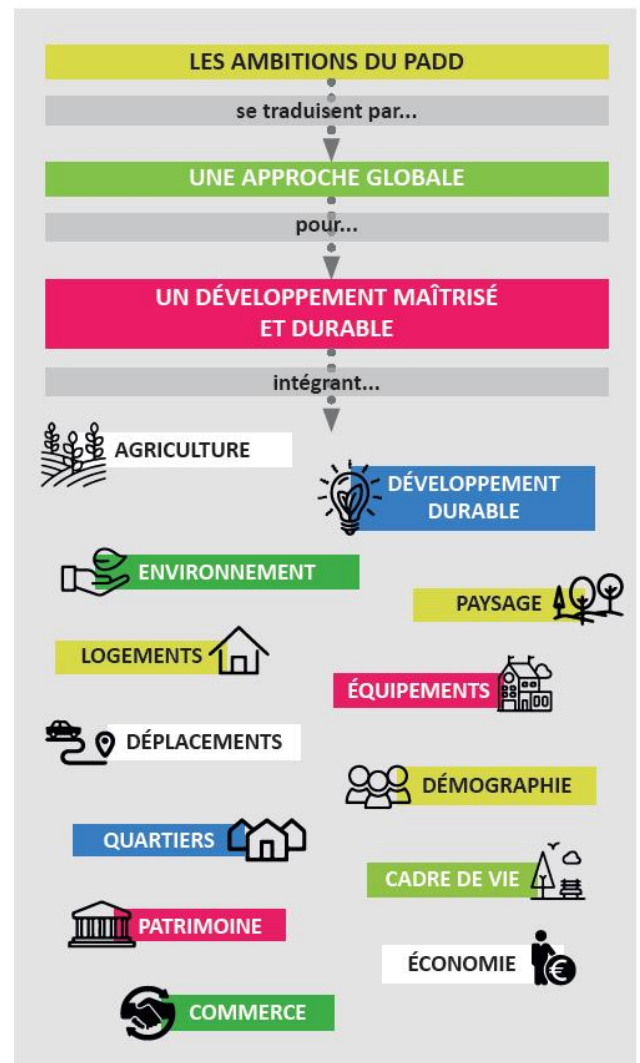 LES AMBITIONS DU PADD
se traduisent par...
UNE APPROCHE GLOBALE
pour...
UN DÉVELOPPEMENT MAÎTRISÉ
ET DURABLE
intégrant...
AGRICULTURE
DÉVELOPPEMENT
DURABLE
ENVIRONNEMENT
PAYSAGE
LOGEMENTS
ÉQUIPEMENTS
DÉPLACEMENTS
DÉMOGRAPHIE
QUARTIERS
CADRE DE VIE
PATRIMOINE
ÉCONOMIE
€
COMMERCE